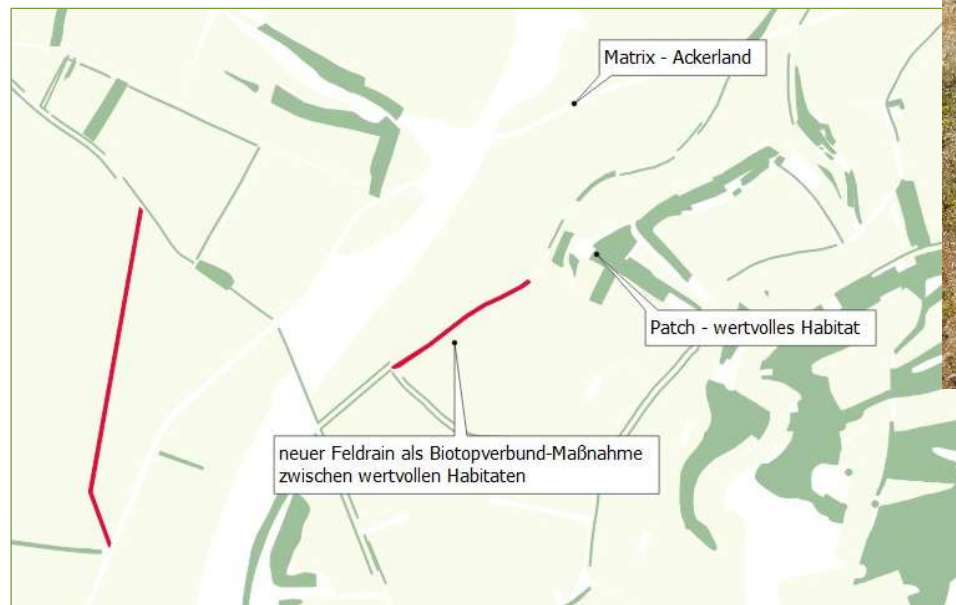 Matrix - Ackerland
Patch - wertvolles Habitat
neuer Feldrain als Biotopverbund-Maßnahme
zwischen wertvollen Habitaten